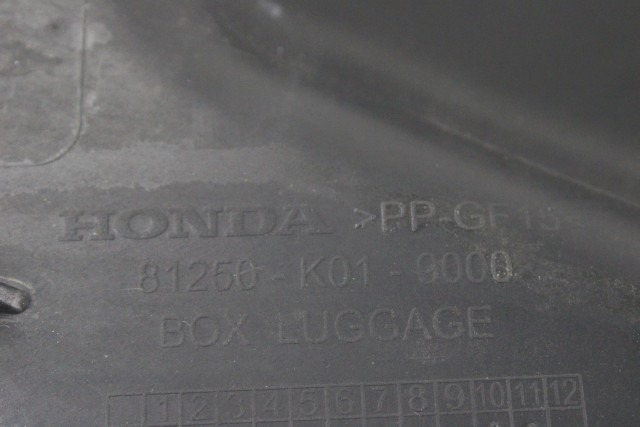 HONDA >PP-GF15
81250 - K01 - 9000
BOX LUGGAGE
1 2 3 4 5 6 7 8 9 10 11 12